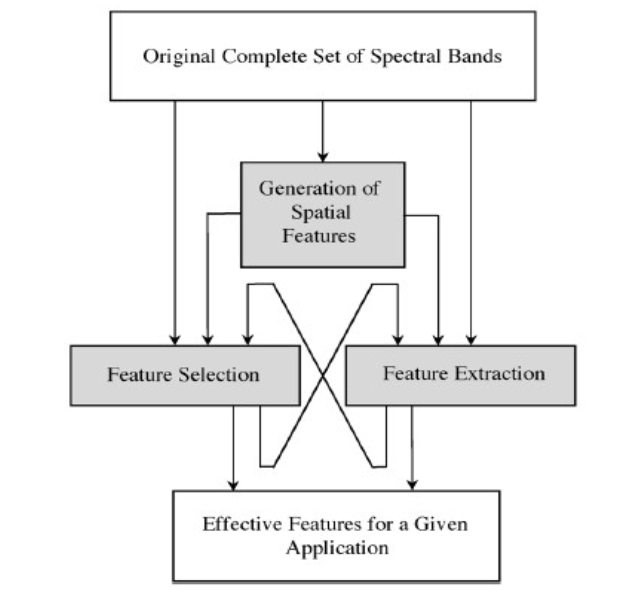 Original Complete Set of Spectral Bands
Generation of
Spatial
Features
Feature Selection
Feature Extraction
Effective Features for a Given
Application